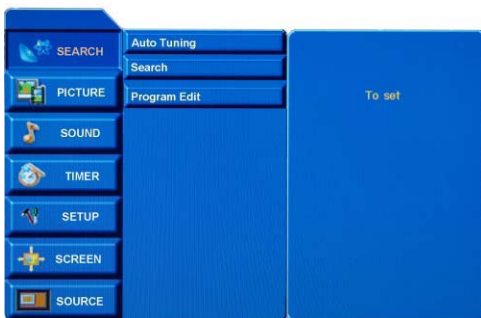 SEARCH
PICTURE
SOUND
TIMER
SETUP
SCREEN
SOURCE
Auto Tuning
Search
Program Edit
To set